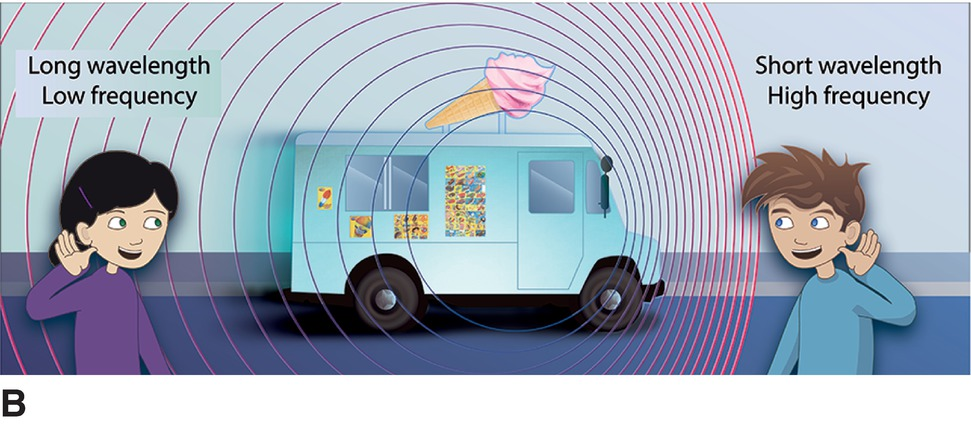 Long wavelength
Low frequency
Short wavelength
High frequency
B